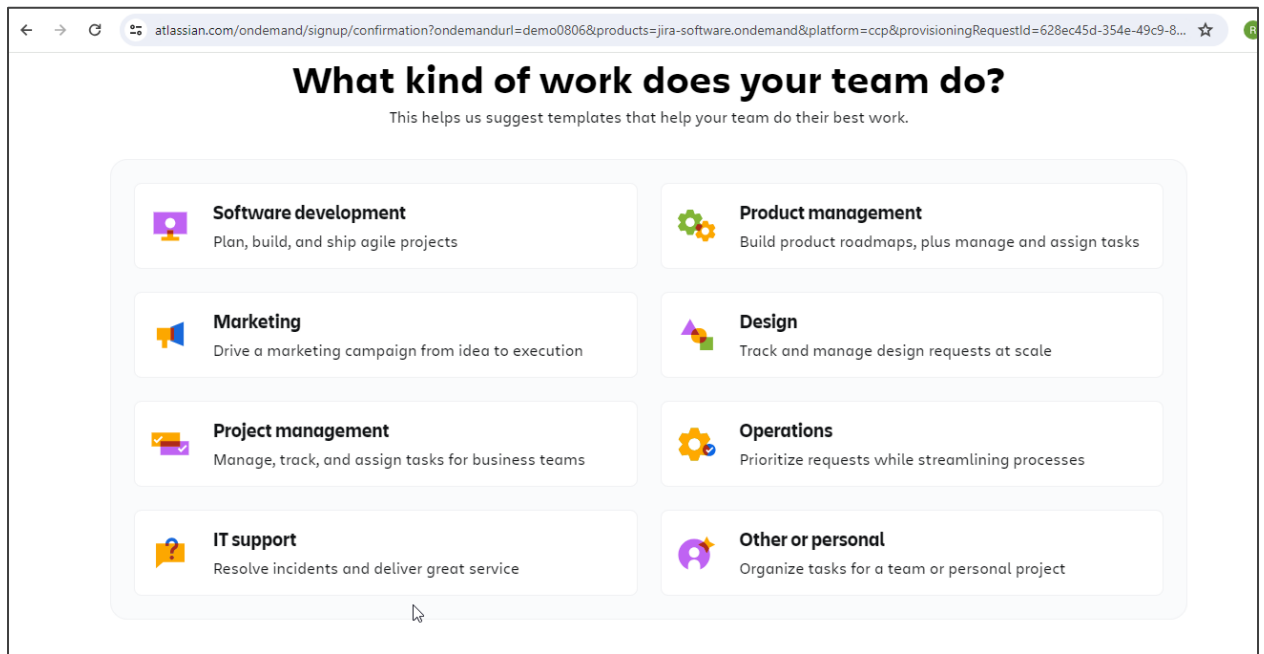 atlassian.com/ondemand/signup/confirmation?ondemandurl=demo0806&products=jira-software.ondemand&platform=ccp&provisioningRequestId=628ec45d-354e-49c9-8...
R
What kind of work does your team do?
This helps us suggest templates that help your team do their best work.
Software development
Plan, build, and ship agile projects
Product management
Build product roadmaps, plus manage and assign tasks
Marketing
Drive a marketing campaign from idea to execution
Design
Track and manage design requests at scale
Project management
Manage, track, and assign tasks for business teams
Operations
Prioritize requests while streamlining processes
IT support
Resolve incidents and deliver great service
Other or personal
Organize tasks for a team or personal project